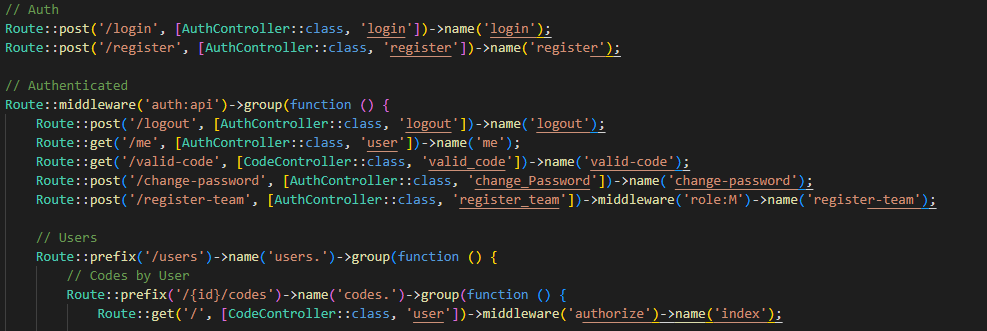 // Auth
Route::post('/login', [AuthController::class, 'login'])->name('login');
Route::post('/register', [AuthController::class, 'register'])->name('register');
// Authenticated
Route::middleware('auth:api')->group(function () {
Route::post('/logout', [AuthController::class, 'logout'])->name('logout');
Route::get('/me', [AuthController::class, 'user'])->name('me');
Route::get('/valid-code', [CodeController::class, 'valid_code'])->name('valid-code');
Route::post('/change-password', [AuthController::class, 'change_Password'])->name('change-password');
Route::post('/register-team', [AuthController::class, 'register_team'])->middleware('role:M')->name('register-team');
// Users
Route::prefix('/users')->name('users.')->group(function () {
// Codes by User
Route::prefix('/{id}/codes')->name('codes.')->group(function () {
Route::get('/', [CodeController::class, 'user'])->middleware('authorize')->name('index');